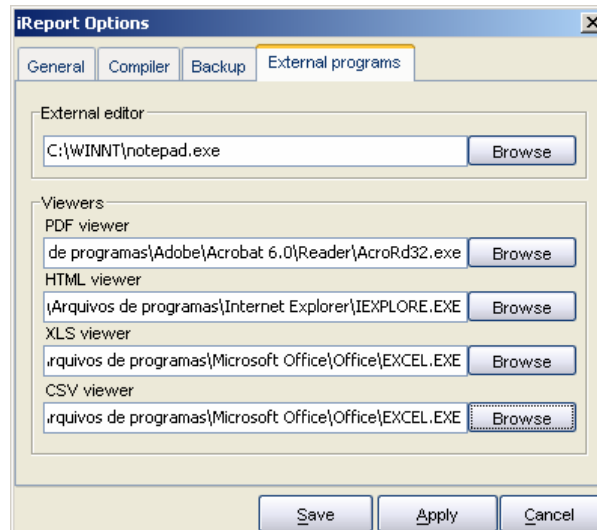 iReport Options
General Compiler Backup External programs
External editor
C:\WINNT\notepad.exe Browse
Viewers
PDF viewer
de programas\Adobe\Acrobat 6.0\Reader\AcroRd32.exe Browse
HTML viewer
\Arquivos de programas\Internet Explorer\IEXPLORE.EXE Browse
XLS viewer
rquivos de programas\Microsoft Office\Office\EXCEL.EXE Browse
CSV viewer
rquivos de programas\Microsoft Office\Office\EXCEL.EXE Browse
Save Apply Cancel